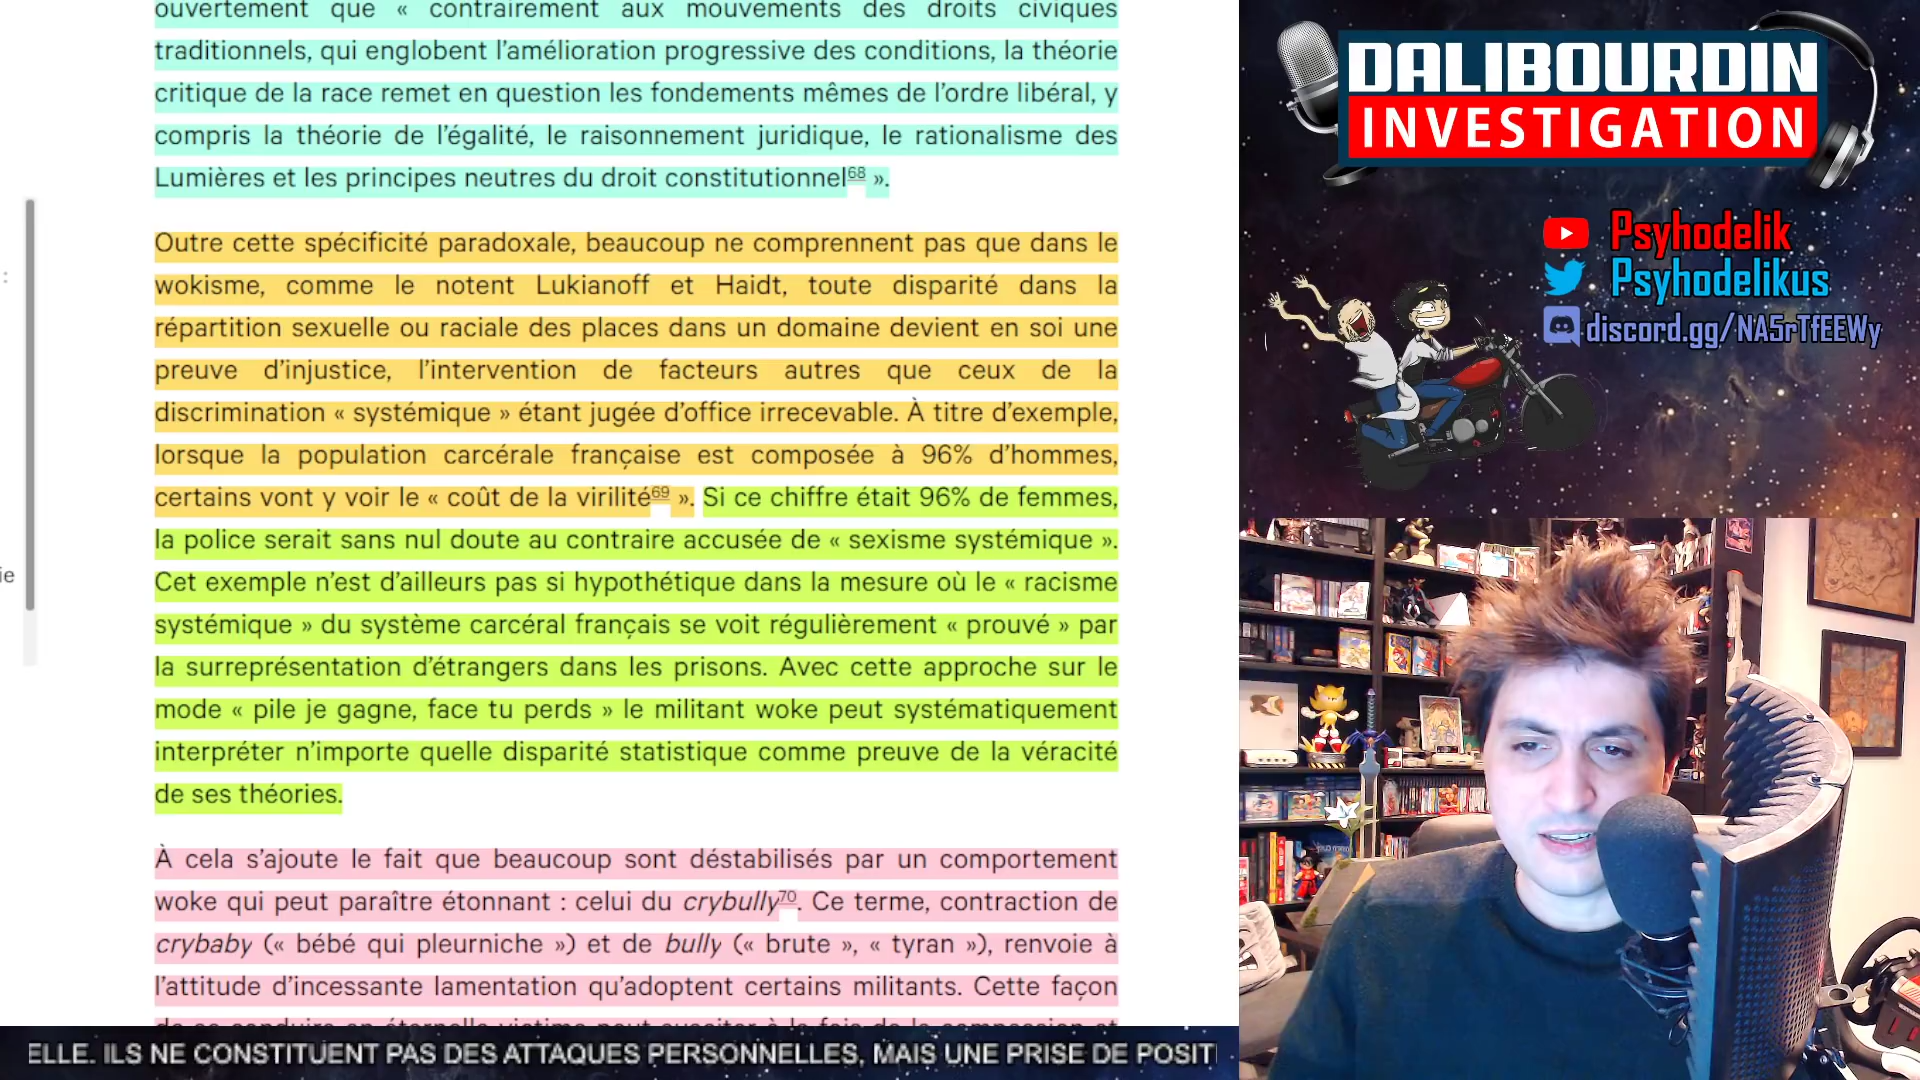 ouvertement que « contrairement aux mouvements des droits civiques
traditionnels, qui englobent l'amélioration progressive des conditions, la théorie
critique de la race remet en question les fondements mêmes de l'ordre libéral, y
compris la théorie de l'égalité, le raisonnement juridique, le rationalisme des
Lumières et les principes neutres du droit constitutionnel68 ».
Outre cette spécificité paradoxale, beaucoup ne comprennent pas que dans le
wokisme, comme le notent Lukianoff et Haidt, toute disparité dans la
répartition sexuelle ou raciale des places dans un domaine devient en soi une
preuve d'injustice, l'intervention de facteurs autres que ceux de la
discrimination « systémique » étant jugée d'office irrecevable. À titre d'exemple,
lorsque la population carcérale française est composée à 96% d'hommes,
certains vont y voir le « coût de la virilité69 ». Si ce chiffre était 96% de femmes,
la police serait sans nul doute au contraire accusée de « sexisme systémique ».
Cet exemple n'est d'ailleurs pas si hypothétique dans la mesure où le « racisme
systémique » du système carcéral français se voit régulièrement « prouvé » par
la surreprésentation d'étrangers dans les prisons. Avec cette approche sur le
mode « pile je gagne, face tu perds » le militant woke peut systématiquement
interpréter n'importe quelle disparité statistique comme preuve de la véracité
de ses théories.
À cela s'ajoute le fait que beaucoup sont déstabilisés par un comportement
woke qui peut paraître étonnant : celui du crybully70. Ce terme, contraction de
crybaby (« bébé qui pleurniche ») et de bully (« brute », « tyran »), renvoie à
l'attitude d'incessante lamentation qu'adoptent certains militants. Cette façon
:
ie
ELLE. ILS NE CONSTITUENT PAS DES ATTAQUES PERSONNELLES, MAIS UNE PRISE DE POSIT
DALIBOURDIN
INVESTIGATION
Psyhodelik
Psyhodelikus
discord.gg/NA5rTfEEWy